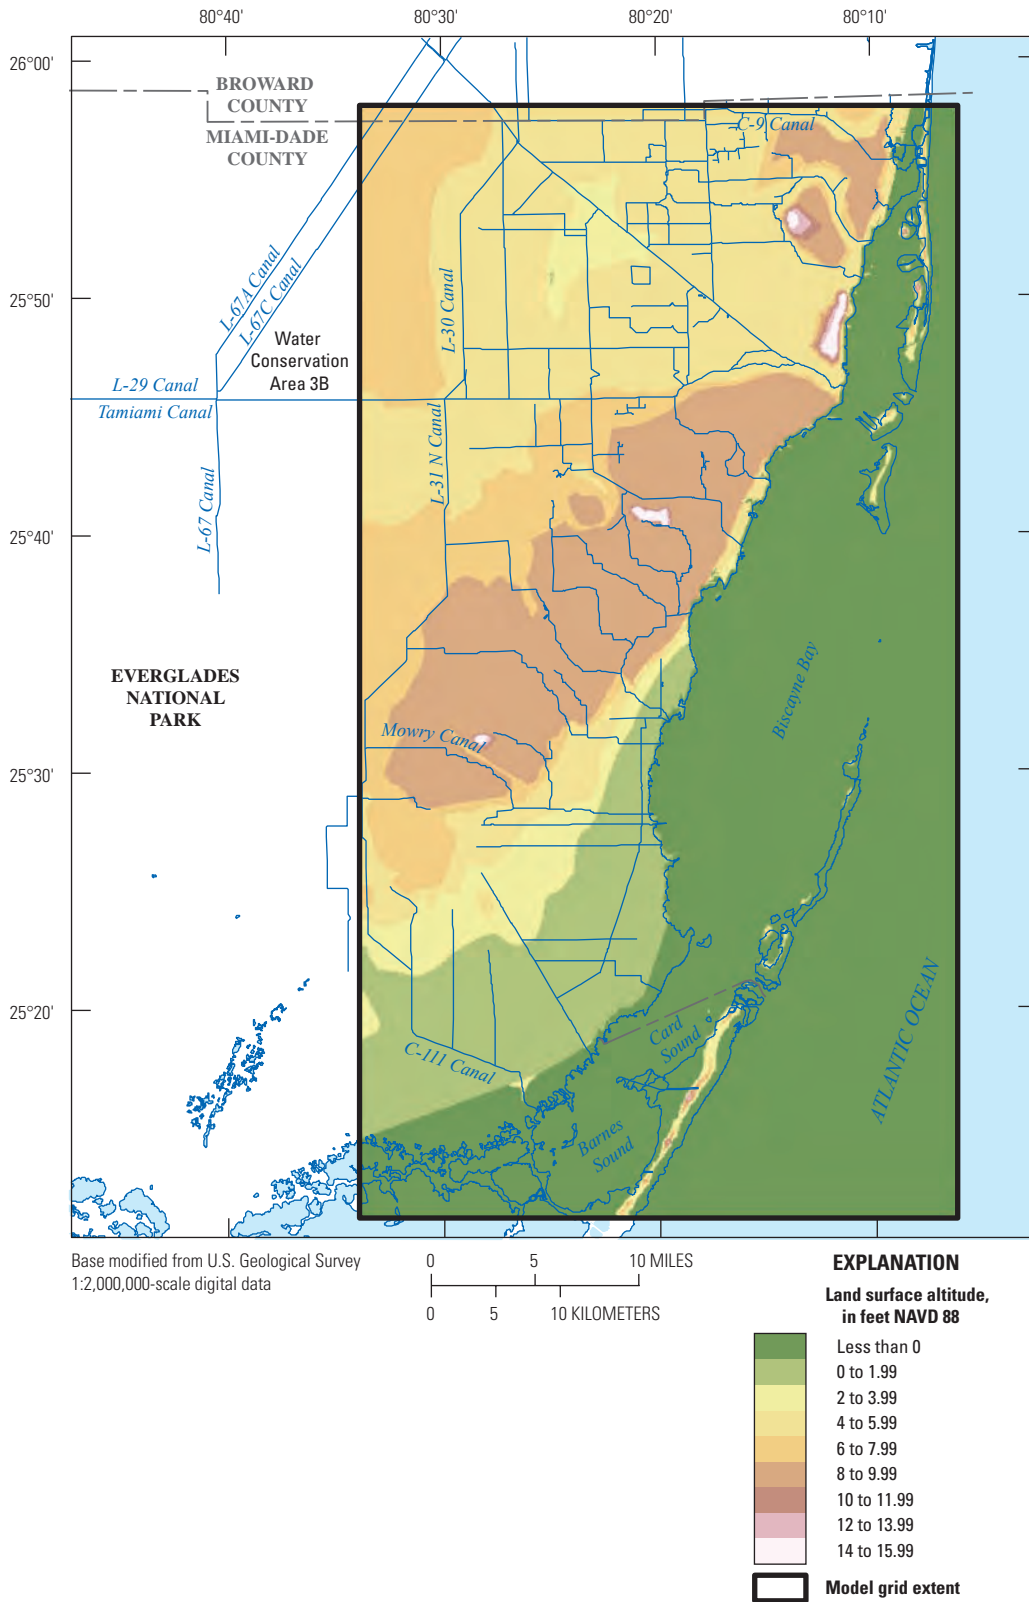 80°40'
80°30'
80°20'
80°10'
26°00'
BROWARD
COUNTY
MIAMI-DADE
COUNTY
C-9 Canal
L-67A Canal
L-67C Canal
25°50'
L-30 Canal
Water
Conservation
Area 3B
L-29 Canal
Tamiami Canal
L-31 N Canal
L-67 Canal
25°40'
EVERGLADES
NATIONAL
PARK
Biscayne Bay
Mowry Canal
25°30'
25°20'
Card
Sound
C-111 Canal
ATLANTIC OCEAN
Barnes
Sound
Base modified from U.S. Geological Survey
1:2,000,000-scale digital data
0 5 10 MILES
0 5 10 KILOMETERS
EXPLANATION
Land surface altitude,
in feet NAVD 88
Less than 0
0 to 1.99
2 to 3.99
4 to 5.99
6 to 7.99
8 to 9.99
10 to 11.99
12 to 13.99
14 to 15.99
Model grid extent